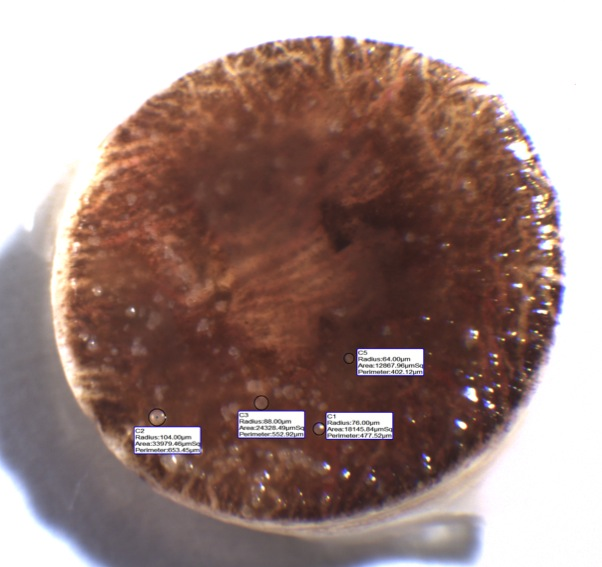 C5
Radius:64.00µm
Area:12867.96µmSq
Perimeter:402.12µm
C3
Radius:88.00µm
Area:24328.49µmSq
Perimeter:552.92µm
C1
Radius:76.00µm
Area:18145.84µmSq
Perimeter:477.52µm
C2
Radius:104.00µm
Area:33979.46µmSq
Perimeter:653.45µm